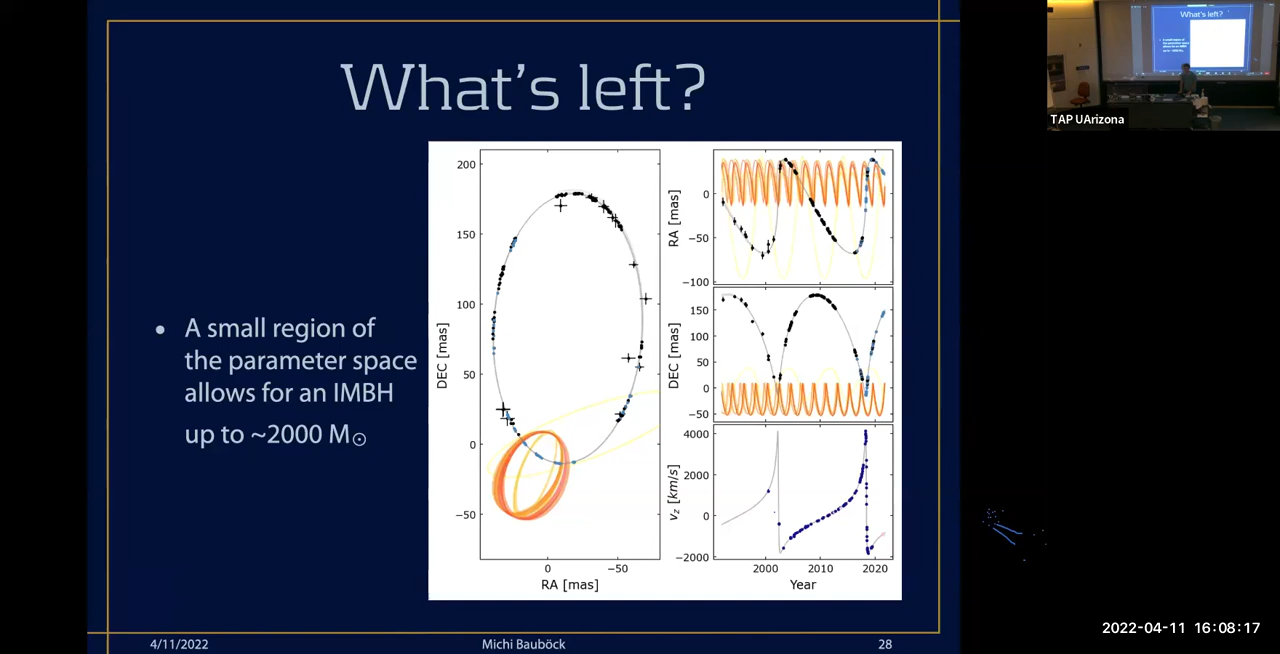 What's left?
• A small region of
the parameter space
allows for an IMBH
up to ~2000 M☉
200
150
100
50
0
−50
DEC [mas]
0
−50
RA [mas]
0
−50
−100
RA [mas]
150
100
50
0
−50
DEC [mas]
4000
2000
0
−2000
v_z [km/s]
2000
2010
2020
Year
4/11/2022
Michi Bauböck
28
What's left?
TAP UArizona
2022-04-11 16:08:17